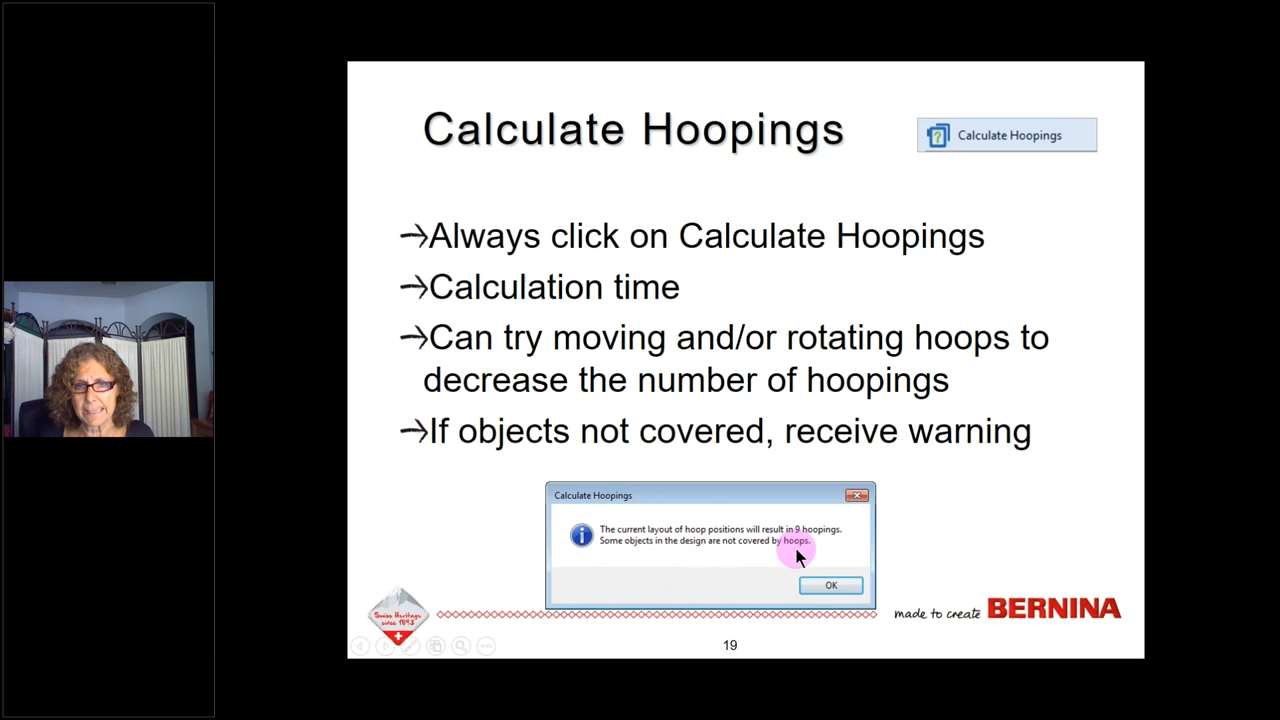 Calculate Hoopings
Calculate Hoopings
Always click on Calculate Hoopings
Calculation time
Can try moving and/or rotating hoops to
decrease the number of hoopings
If objects not covered, receive warning
Calculate Hoopings
The current layout of hoop positions will result in 9 hoopings.
Some objects in the design are not covered by hoops.
OK
Swiss Heritage
since 1893
made to create BERNINA
19